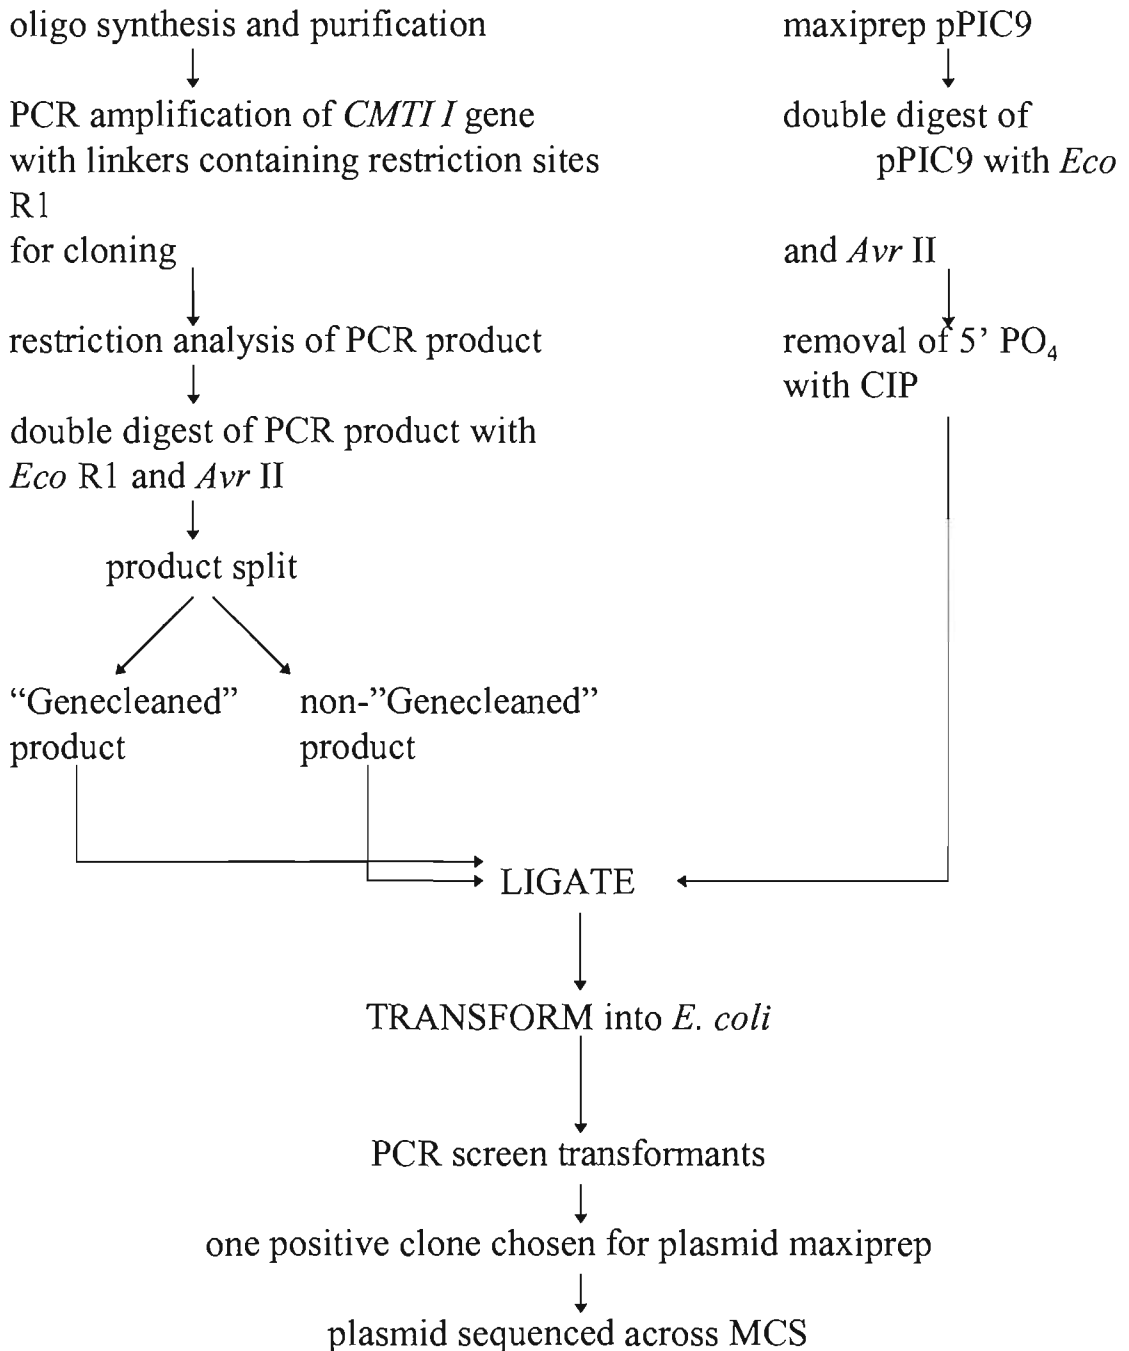 oligo synthesis and purification
maxiprep pPIC9
PCR amplification of CMTI I gene
with linkers containing restriction sites
R1
for cloning
double digest of
pPIC9 with Eco
and Avr II
restriction analysis of PCR product
removal of 5’ PO₄
with CIP
double digest of PCR product with
Eco R1 and Avr II
product split
“Genecleaned”
product
non-”Genecleaned”
product
LIGATE
TRANSFORM into E. coli
PCR screen transformants
one positive clone chosen for plasmid maxiprep
plasmid sequenced across MCS